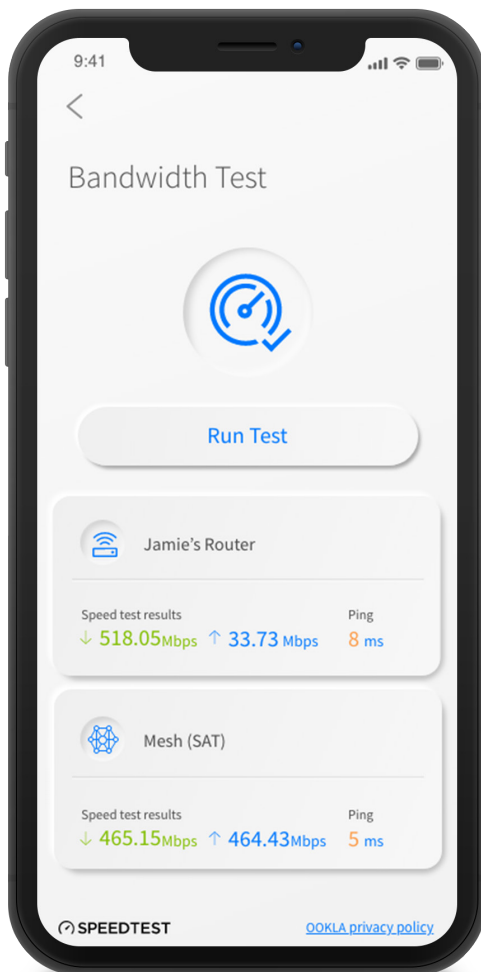 9:41
Bandwidth Test
Run Test
Jamie's Router
Speed test results Ping
↓ 518.05Mbps ↑ 33.73 Mbps 8 ms
Mesh (SAT)
Speed test results Ping
↓ 465.15Mbps ↑ 464.43Mbps 5 ms
SPEEDTEST OOKLA privacy policy